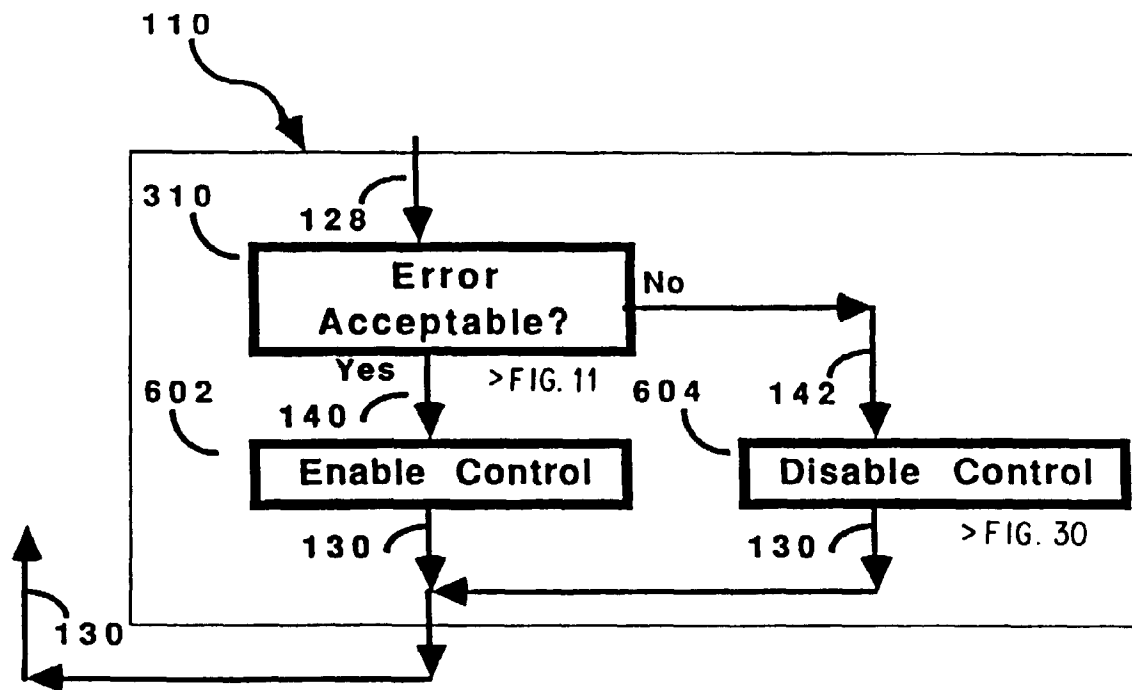 110
310
128
Error
Acceptable?
No
Yes
>FIG. 11
602
140
604
142
Enable Control
Disable Control
130
130
>FIG. 30
130